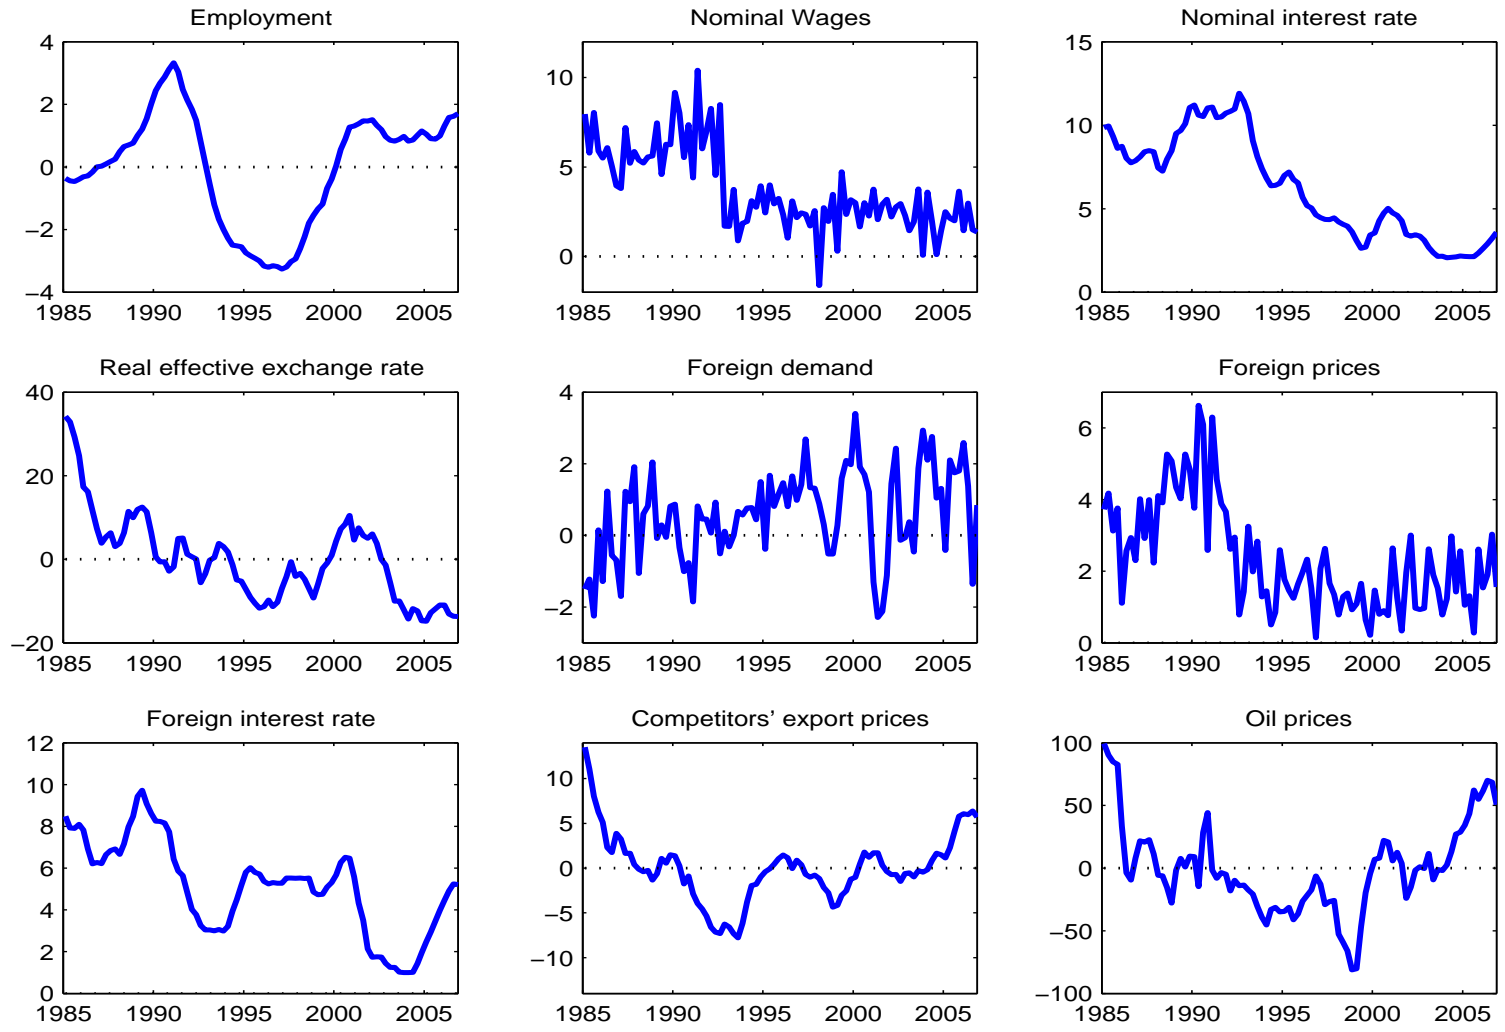 Employment
Nominal Wages
Nominal interest rate
4
2
0
−2
−4
1985 1990 1995 2000 2005
10
5
0
1985 1990 1995 2000 2005
15
10
5
0
1985 1990 1995 2000 2005
Real effective exchange rate
Foreign demand
Foreign prices
40
20
0
−20
1985 1990 1995 2000 2005
4
2
0
−2
1985 1990 1995 2000 2005
6
4
2
0
1985 1990 1995 2000 2005
Foreign interest rate
Competitors’ export prices
Oil prices
12
10
8
6
4
2
0
1985 1990 1995 2000 2005
10
5
0
−5
−10
1985 1990 1995 2000 2005
100
50
0
−50
−100
1985 1990 1995 2000 2005